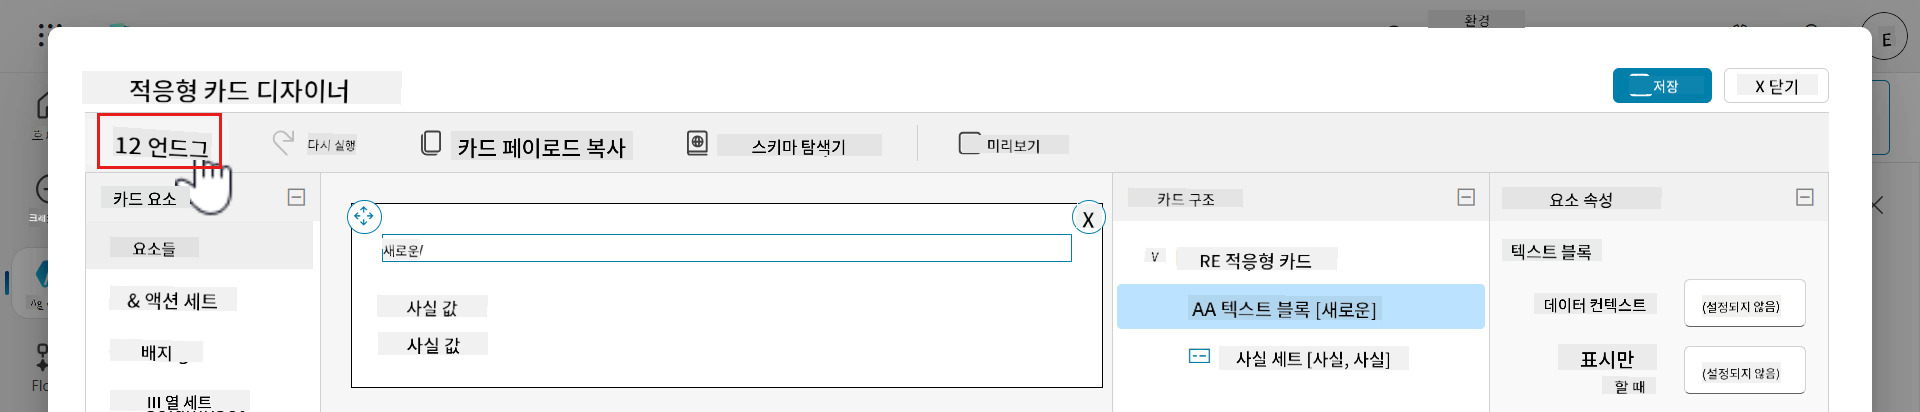 환경
E
적응형 카드 디자이너
저장
X 닫기
12 언드그
다시 실행
카드 페이로드 복사
스키마 탐색기
미리보기
카드 요소
카드 구조
요소 속성
X
요소들
새로운/
V
RE 적응형 카드
텍스트 블록
& 액션 세트
사실 값
AA 텍스트 블록 [새로운]
데이터 컨텍스트
(설정되지 않음)
배지
사실 값
사실 세트 [사실, 사실]
표시만
할 때
(설정되지 않음)
III 열 세트
Flo